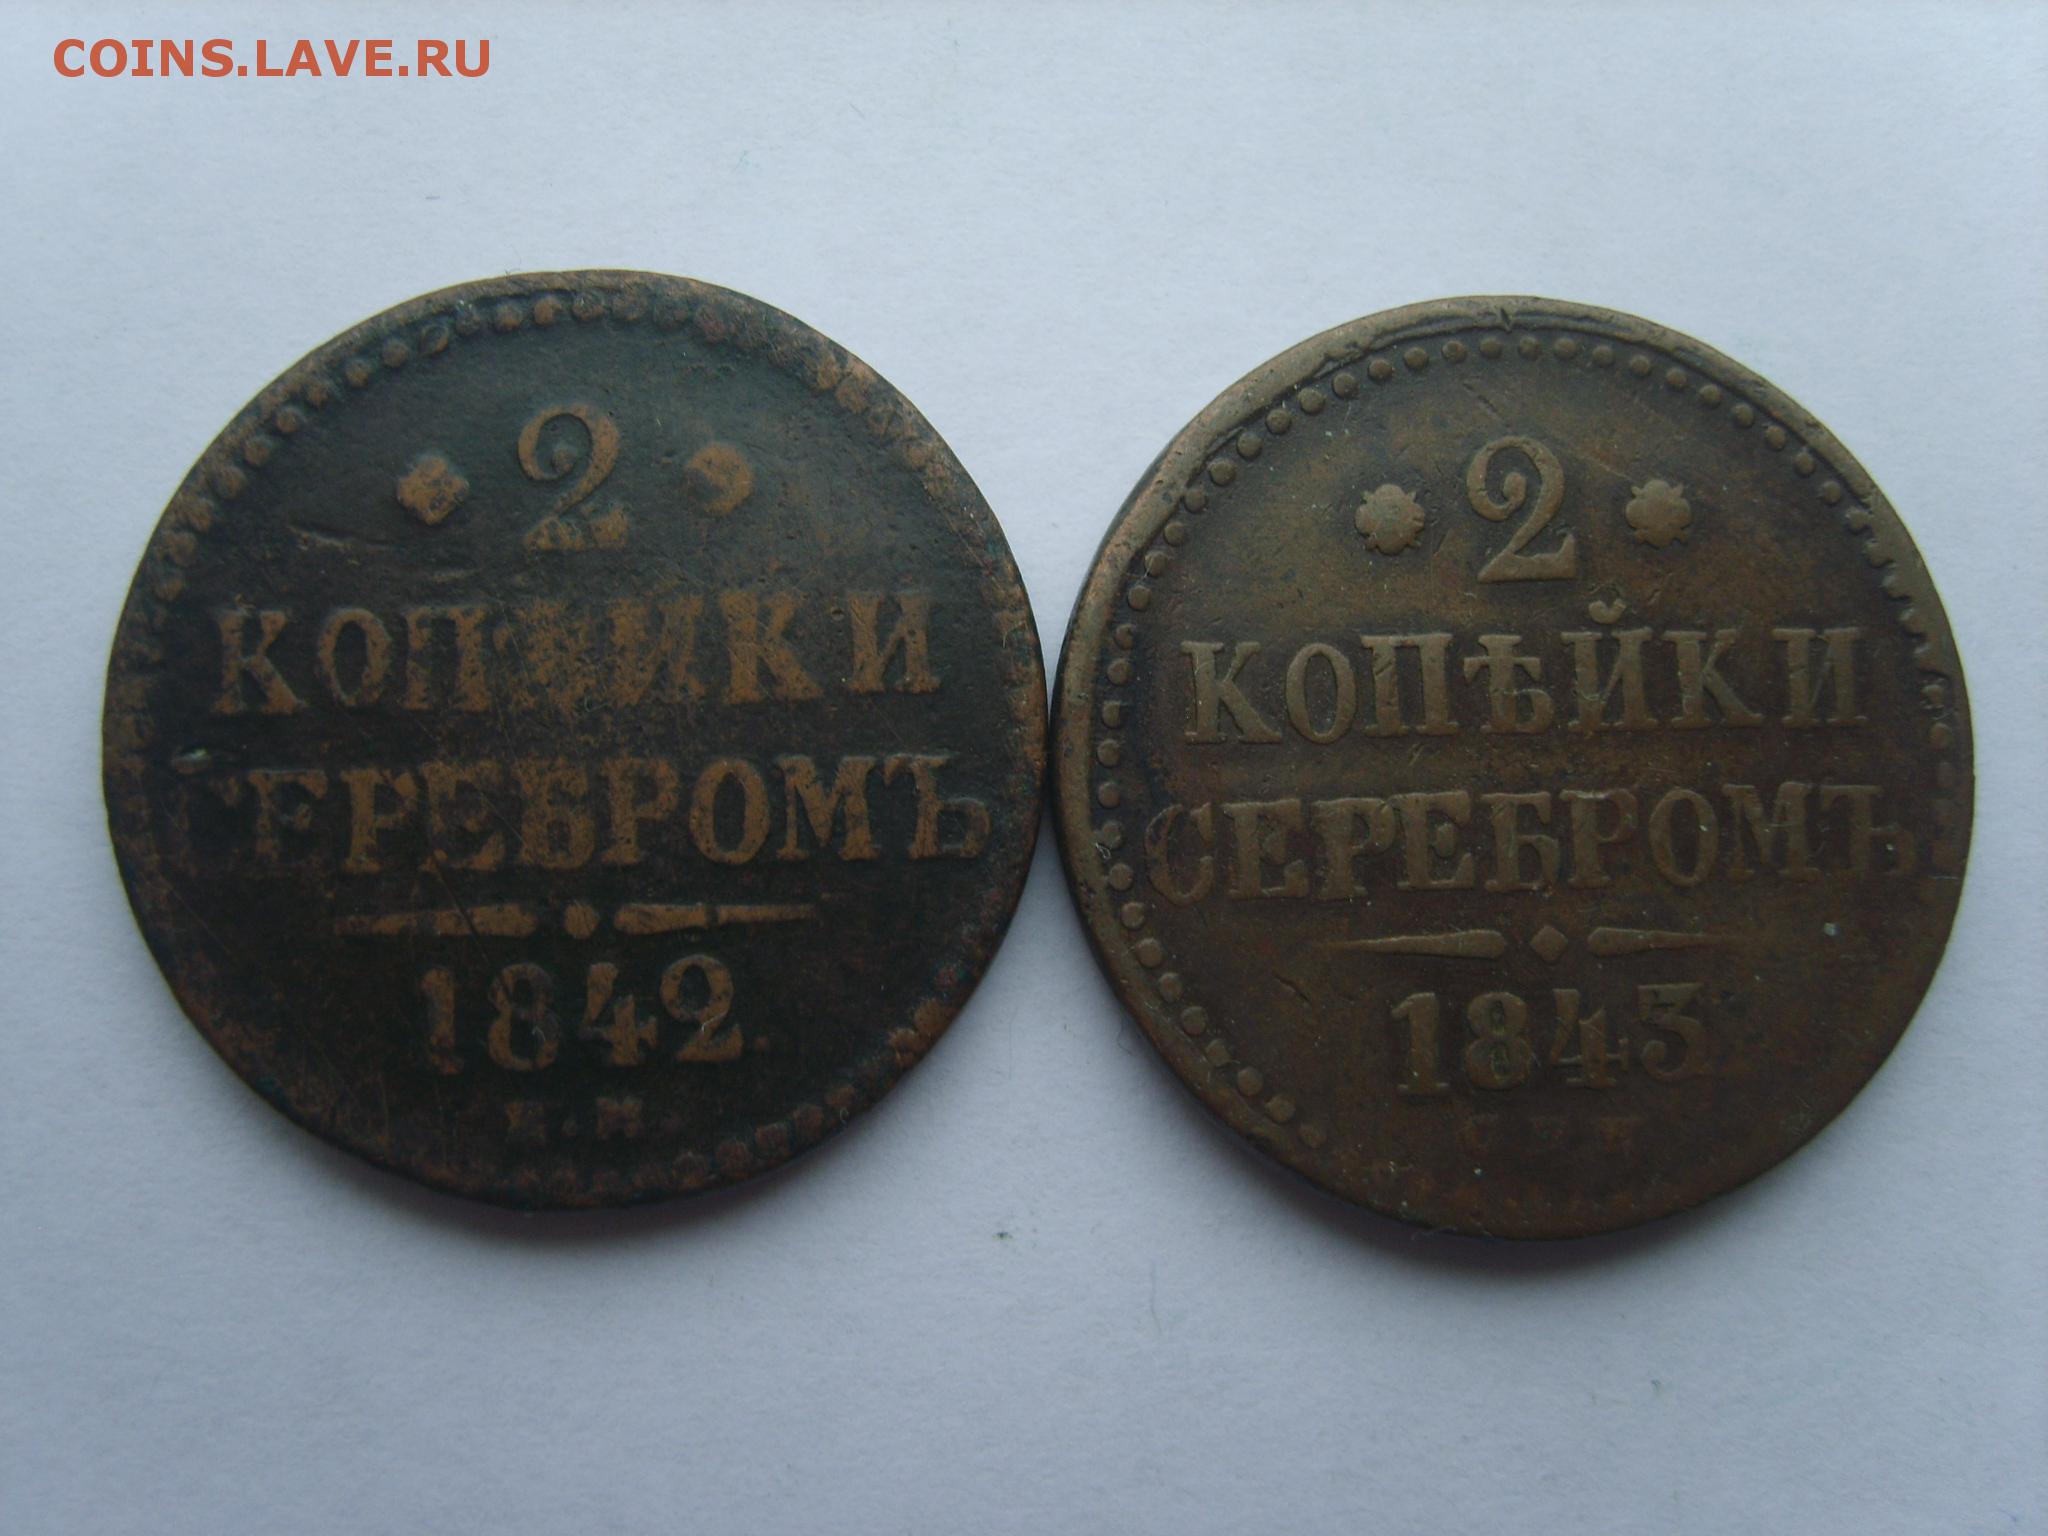 COINS.LAVE.RU
2
КОПѢЙКИ
СЕРЕБРОМЪ
1842.
Е.М
2
КОПѢЙКИ
СЕРЕБРОМЪ
1843